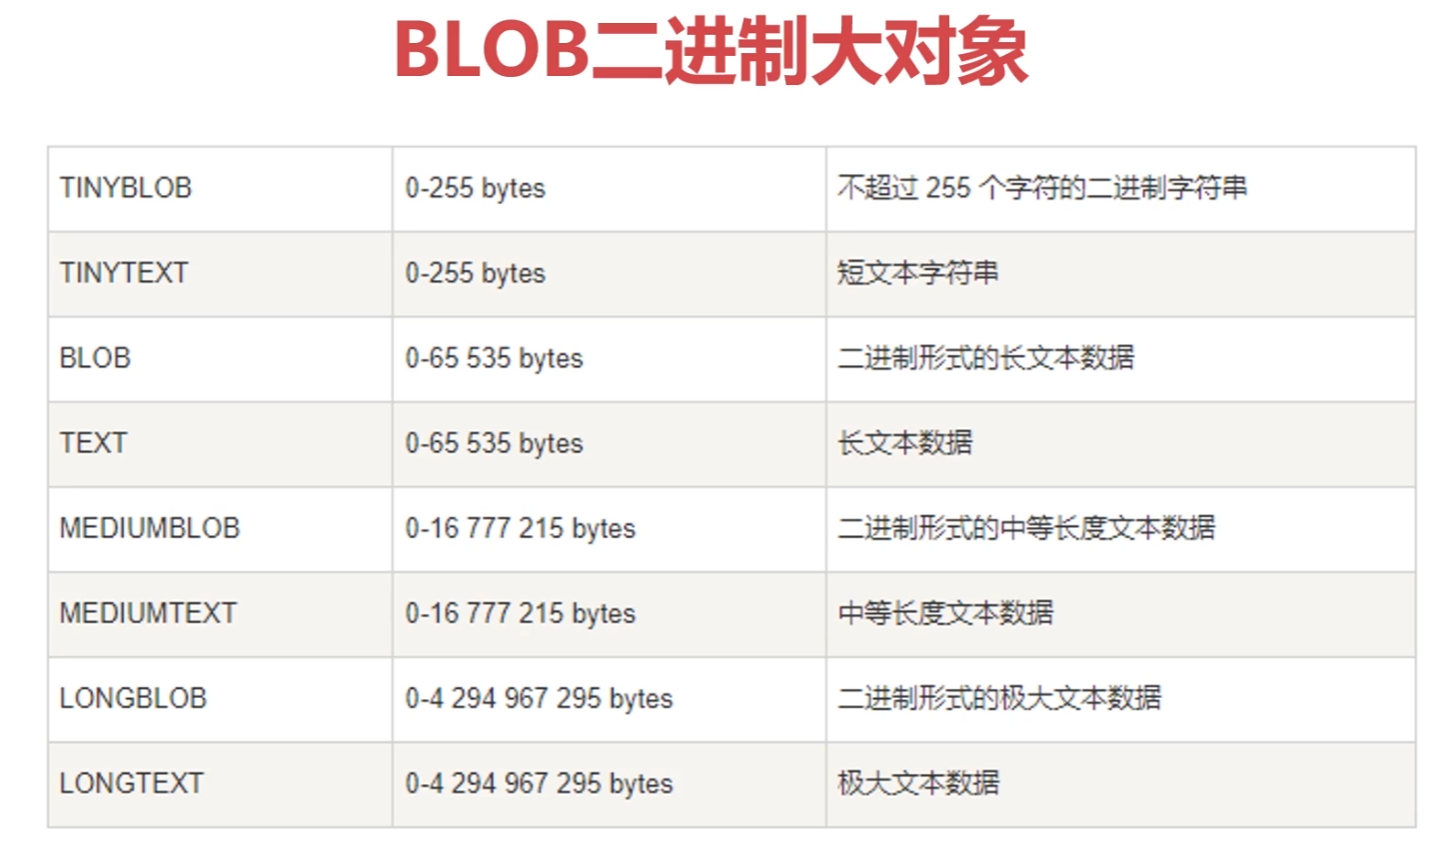 BLOB二进制大对象
TINYBLOB 0-255 bytes 不超过 255 个字符的二进制字符串
TINYTEXT 0-255 bytes 短文本字符串
BLOB 0-65 535 bytes 二进制形式的长文本数据
TEXT 0-65 535 bytes 长文本数据
MEDIUMBLOB 0-16 777 215 bytes 二进制形式的中等长度文本数据
MEDIUMTEXT 0-16 777 215 bytes 中等长度文本数据
LONGBLOB 0-4 294 967 295 bytes 二进制形式的极大文本数据
LONGTEXT 0-4 294 967 295 bytes 极大文本数据